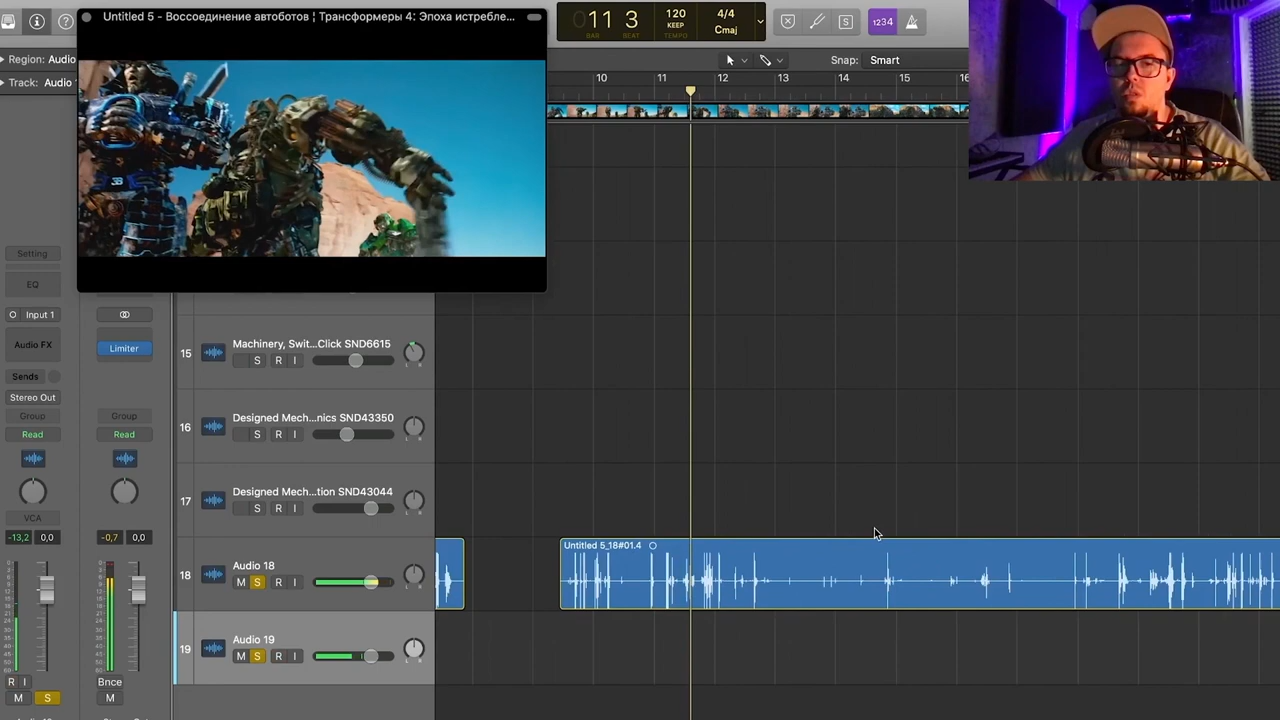 Untitled 5 - Воссоединение автоботов ¦ Трансформеры 4: Эпоха истребле...
11 3
BAR BEAT
120
KEEP
TEMPO
4/4
Cmaj
S
1234
Region: Audio
Track: Audio
Snap: Smart
10 11 12 13 14 15 16
Setting
EQ
Input 1
Audio FX
Limiter
Sends
Stereo Out
Group Group
Read Read
VCA
-13,2 0,0 -0,7 0,0
R I
Bnce
M S M
15 Machinery, Swit...Click SND6615
S R I
L R
16 Designed Mech...nics SND43350
S R I
L R
17 Designed Mech...tion SND43044
S R I
L R
18 Audio 18
M S R I
L R
Untitled 5_18#01.4
19 Audio 19
M S R I
L R